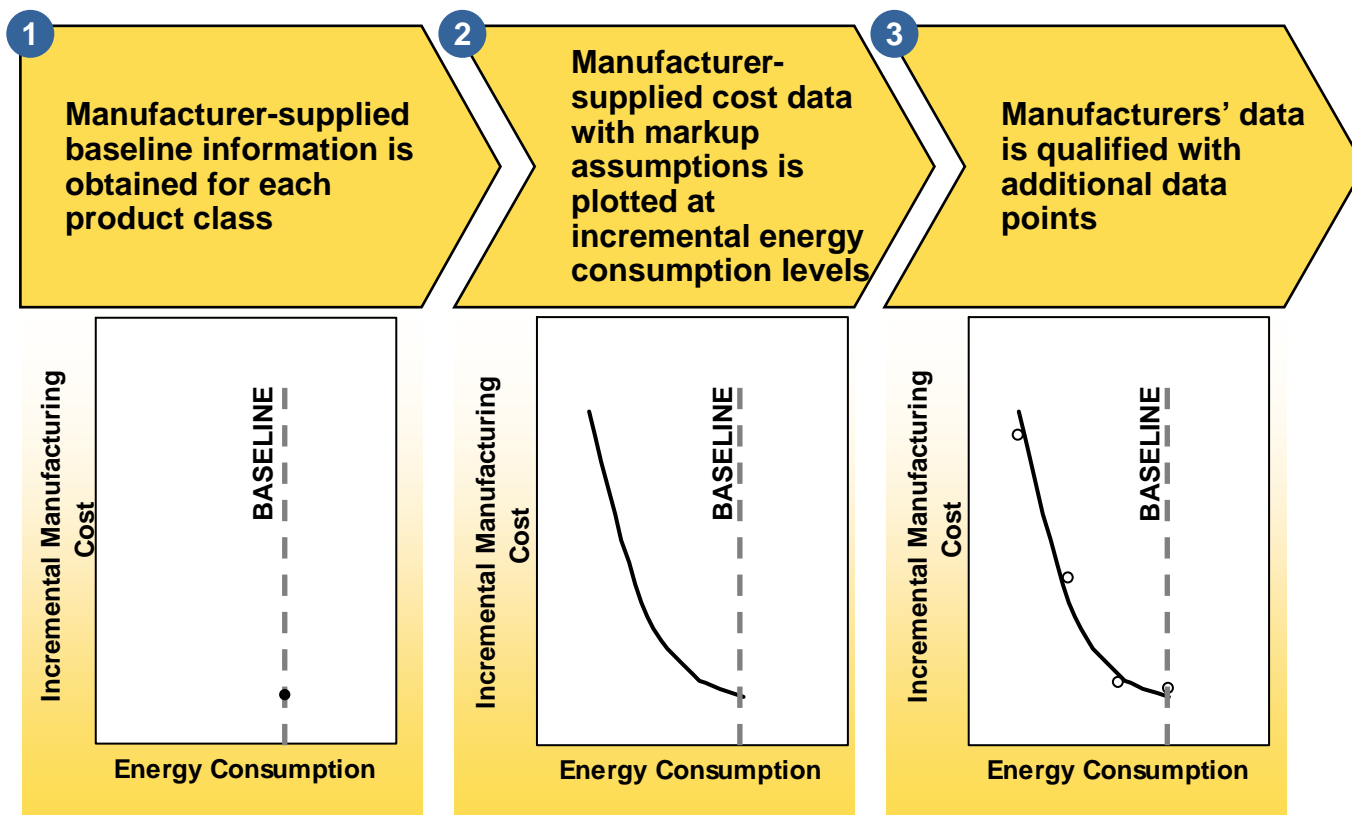 1
Manufacturer-supplied
baseline information is
obtained for each
product class
2
Manufacturer-
supplied cost data
with markup
assumptions is
plotted at
incremental energy
consumption levels
3
Manufacturers’ data
is qualified with
additional data
points
Incremental Manufacturing
Cost
BASELINE
Energy Consumption
Incremental Manufacturing
Cost
BASELINE
Energy Consumption
Incremental Manufacturing
Cost
BASELINE
Energy Consumption